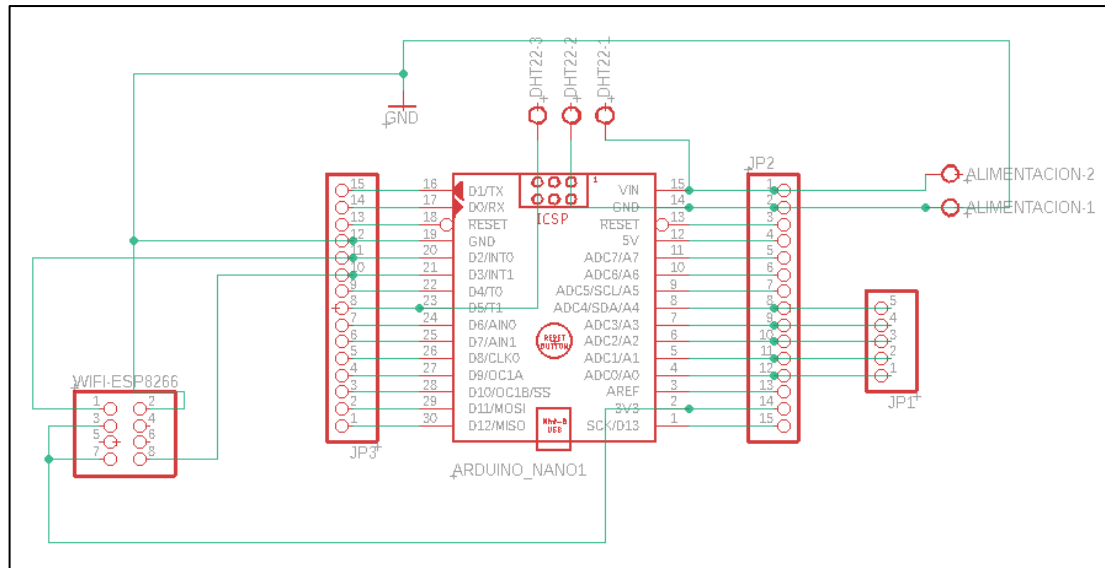 DHT22-3
DHT22-2
DHT22-1
GND
JP3
15
14
13
12
11
10
9
8
7
6
5
4
3
2
1
16
17
18
19
20
21
22
23
24
25
26
27
28
29
30
D1/TX
D0/RX
RESET
GND
D2/INT0
D3/INT1
D4/T0
D5/T1
D6/AIN0
D7/AIN1
D8/CLK0
D9/OC1A
D10/OC1B/SS
D11/MOSI
D12/MISO
1
ICSP
RESET
BUTTON
USB
VIN
GND
RESET
5V
ADC7/A7
ADC6/A6
ADC5/SCL/A5
ADC4/SDA/A4
ADC3/A3
ADC2/A2
ADC1/A1
ADC0/A0
AREF
3V3
SCK/D13
15
14
13
12
11
10
9
8
7
6
5
4
3
2
1
ARDUINO_NANO1
JP2
1
2
3
4
5
6
7
8
9
10
11
12
13
14
15
ALIMENTACION-2
ALIMENTACION-1
5
4
3
2
1
JP1
WIFI-ESP8266
1 2
3 4
5 6
7 8